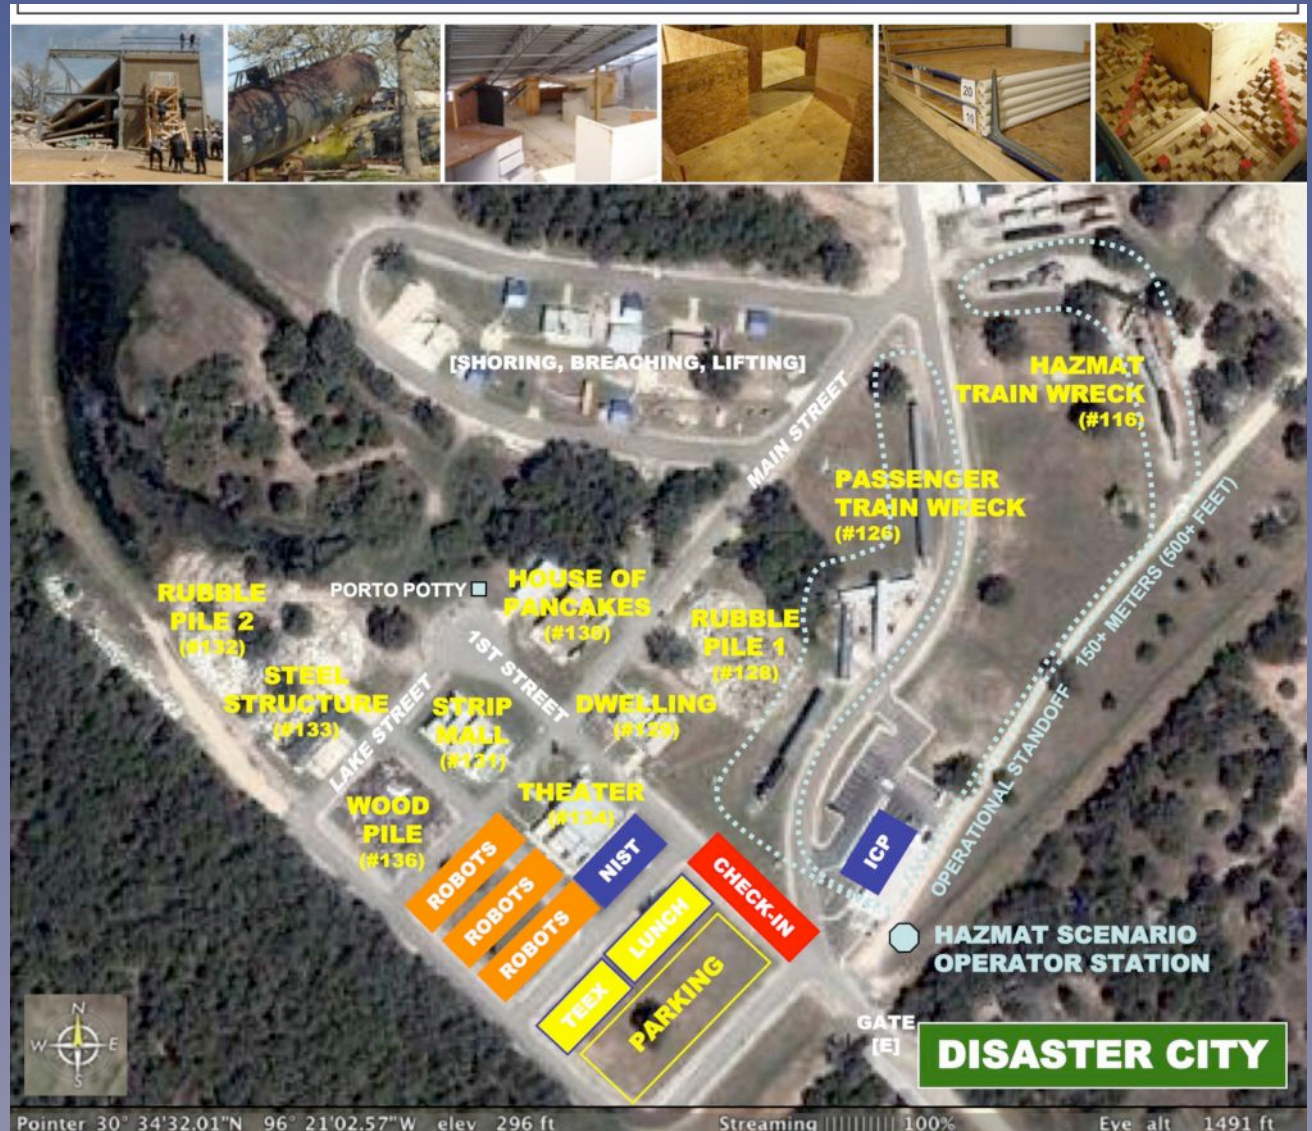 20
10
[SHORING, BREACHING, LIFTING]
MAIN STREET
HAZMAT
TRAIN WRECK
(#116)
PASSENGER
TRAIN WRECK
(#126)
OPERATIONAL STANDOFF 150+ METERS (500+ FEET)
RUBBLE
PILE 2
(#132)
PORTO POTTY
HOUSE OF
PANCAKES
(#130)
RUBBLE
PILE 1
(#128)
1ST STREET
STEEL
STRUCTURE
(#133)
LAKE STREET
STRIP
MALL
(#131)
DWELLING
(#129)
WOOD
PILE
(#136)
THEATER
(#134)
ROBOTS
ROBOTS
ROBOTS
NIST
CHECK-IN
ICP
LUNCH
TEEX
PARKING
HAZMAT SCENARIO
OPERATOR STATION
GATE
[E]
DISASTER CITY
N
W E
S
Pointer 30° 34'32.01"N 96° 21'02.57"W elev 296 ft Streaming ||||||||| 100% Eye alt 1491 ft